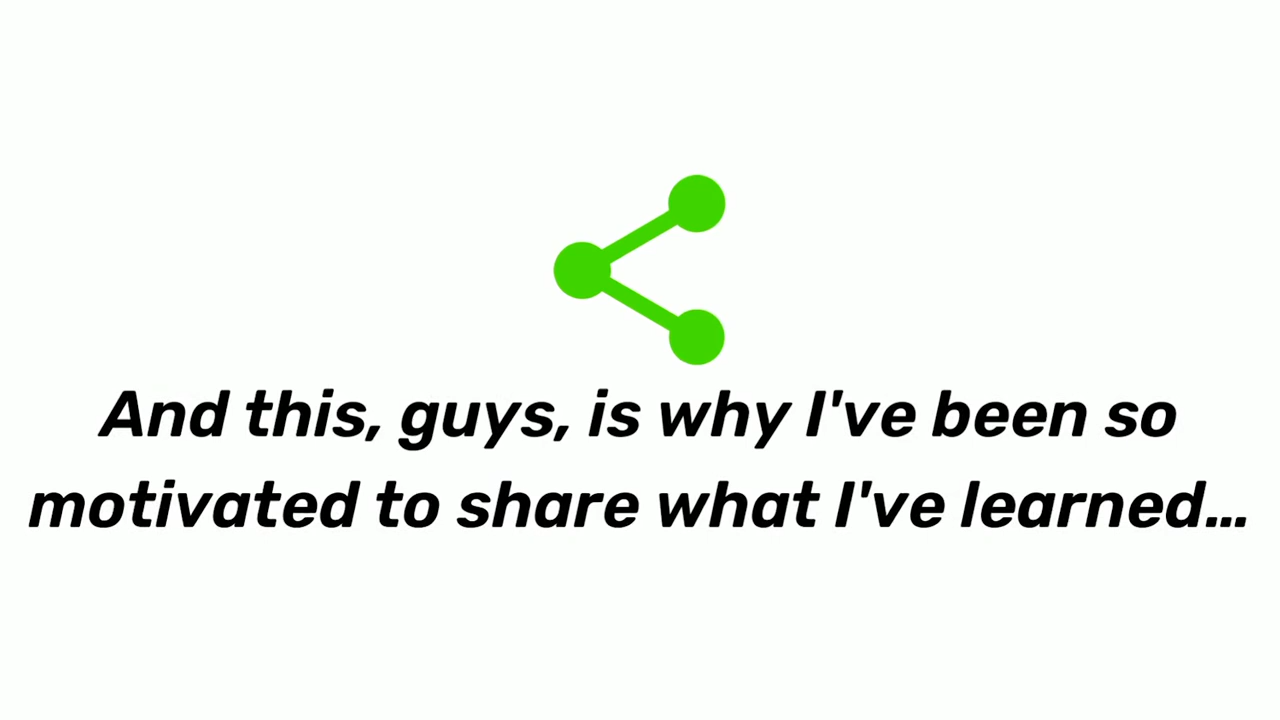 And this, guys, is why I've been so
motivated to share what I've learned...